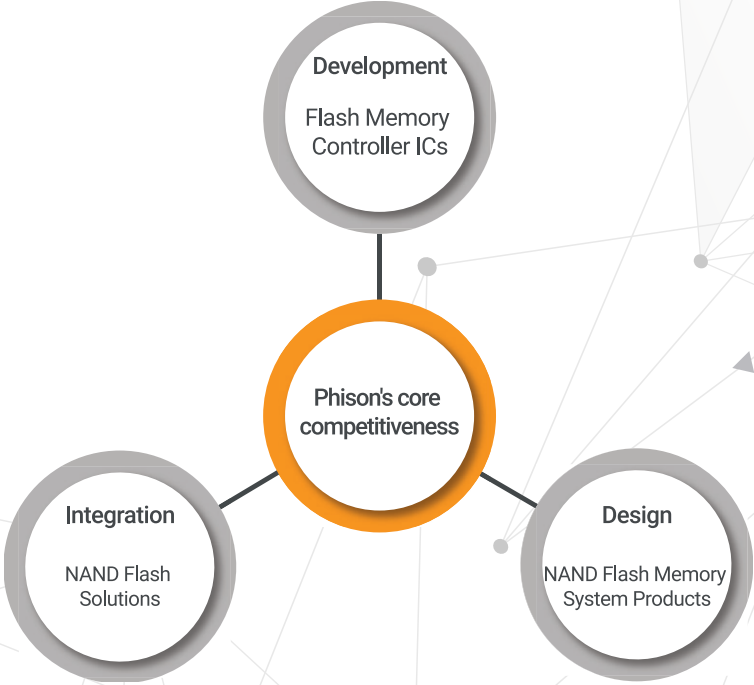 Development
Flash Memory
Controller ICs
Phison's core
competitiveness
Integration
NAND Flash
Solutions
Design
NAND Flash Memory
System Products